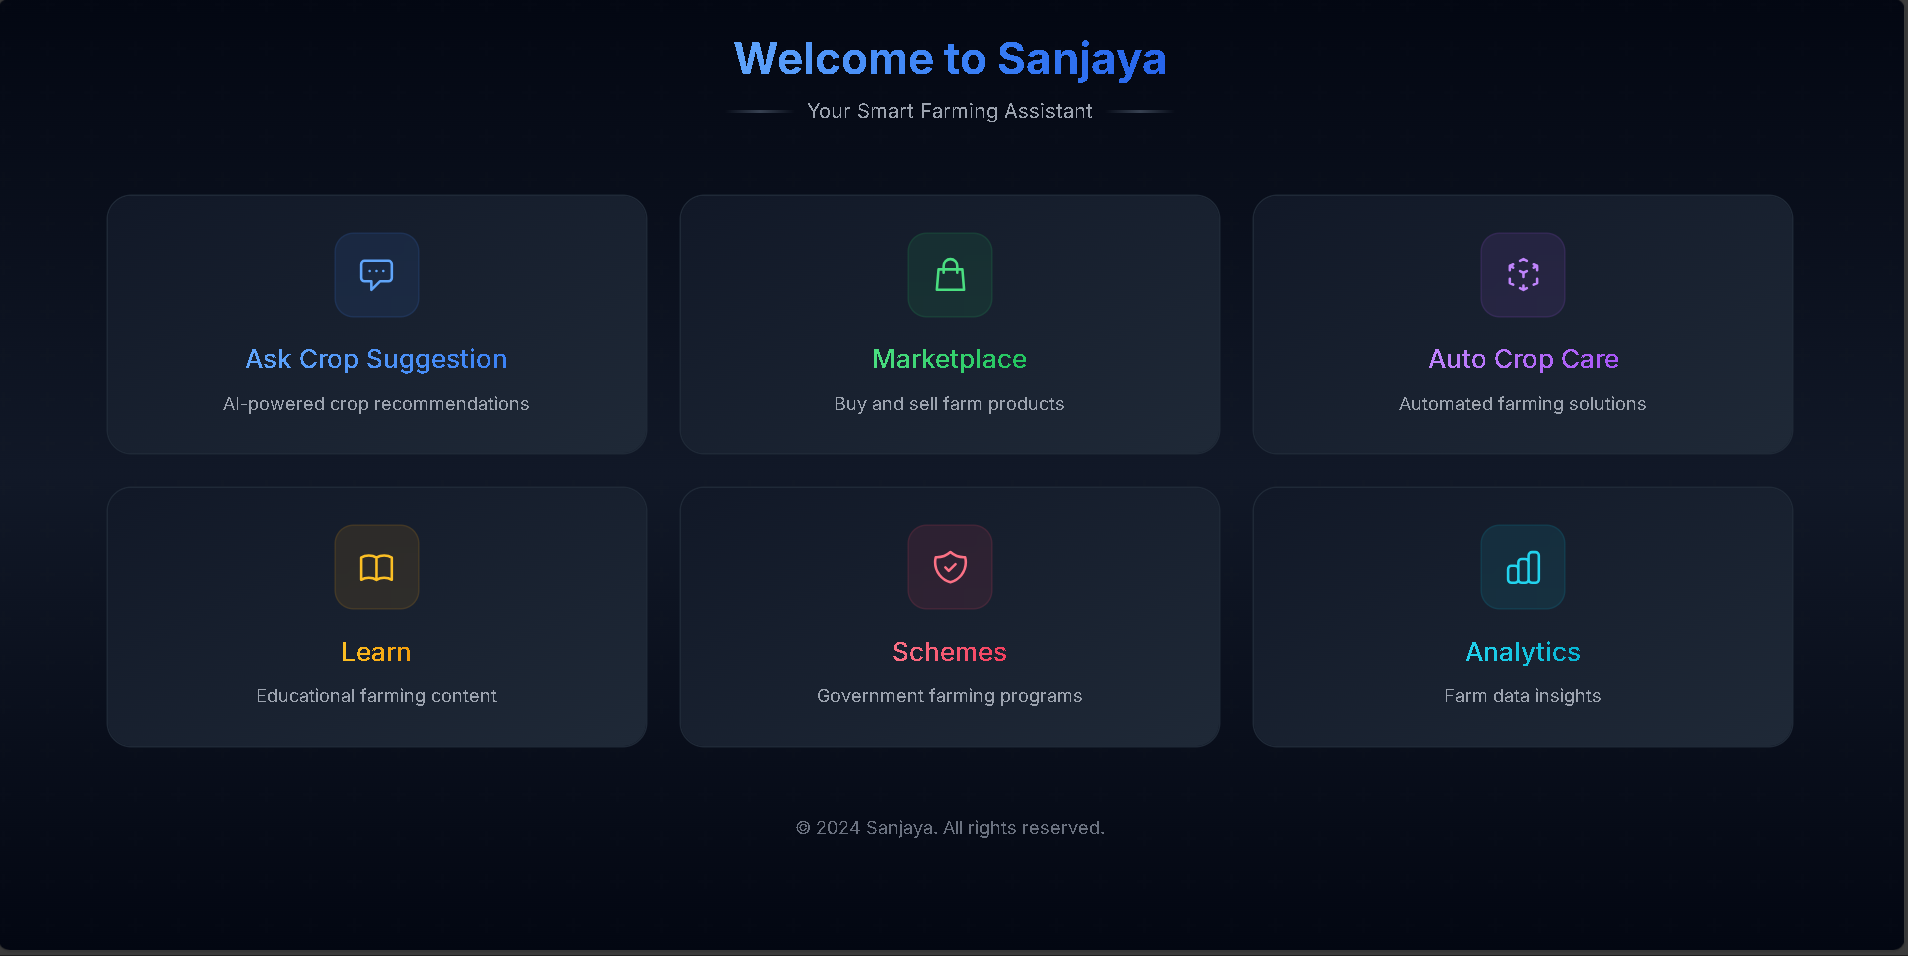 Welcome to Sanjaya
Your Smart Farming Assistant
Ask Crop Suggestion
AI-powered crop recommendations
Marketplace
Buy and sell farm products
Auto Crop Care
Automated farming solutions
Learn
Educational farming content
Schemes
Government farming programs
Analytics
Farm data insights
© 2024 Sanjaya. All rights reserved.